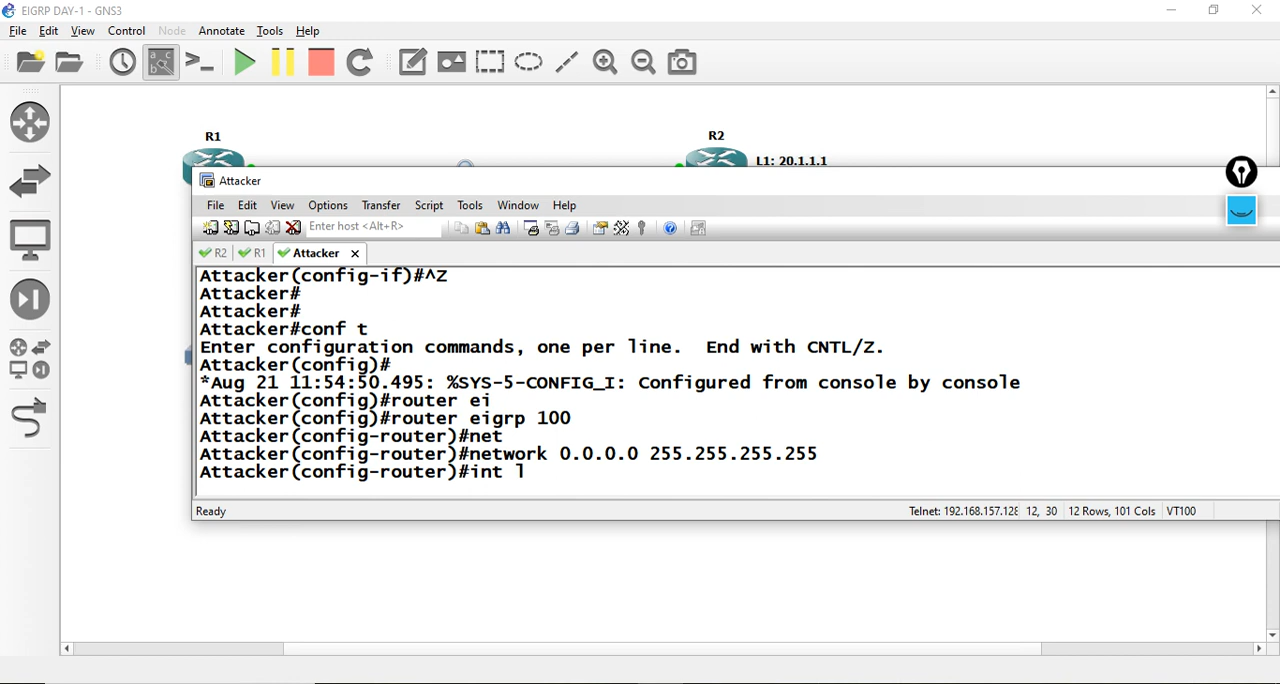 EIGRP DAY-1 - GNS3
File Edit View Control Node Annotate Tools Help
R1
R2
L1: 20.1.1.1
Attacker
File Edit View Options Transfer Script Tools Window Help
Enter host <Alt+R>
R2 R1 Attacker
Attacker(config-if)#^Z
Attacker#
Attacker#
Attacker#conf t
Enter configuration commands, one per line.  End with CNTL/Z.
Attacker(config)#
*Aug 21 11:54:50.495: %SYS-5-CONFIG_I: Configured from console by console
Attacker(config)#router ei
Attacker(config)#router eigrp 100
Attacker(config-router)#net
Attacker(config-router)#network 0.0.0.0 255.255.255.255
Attacker(config-router)#int l
Ready Telnet: 192.168.157.128 12, 30 12 Rows, 101 Cols VT100